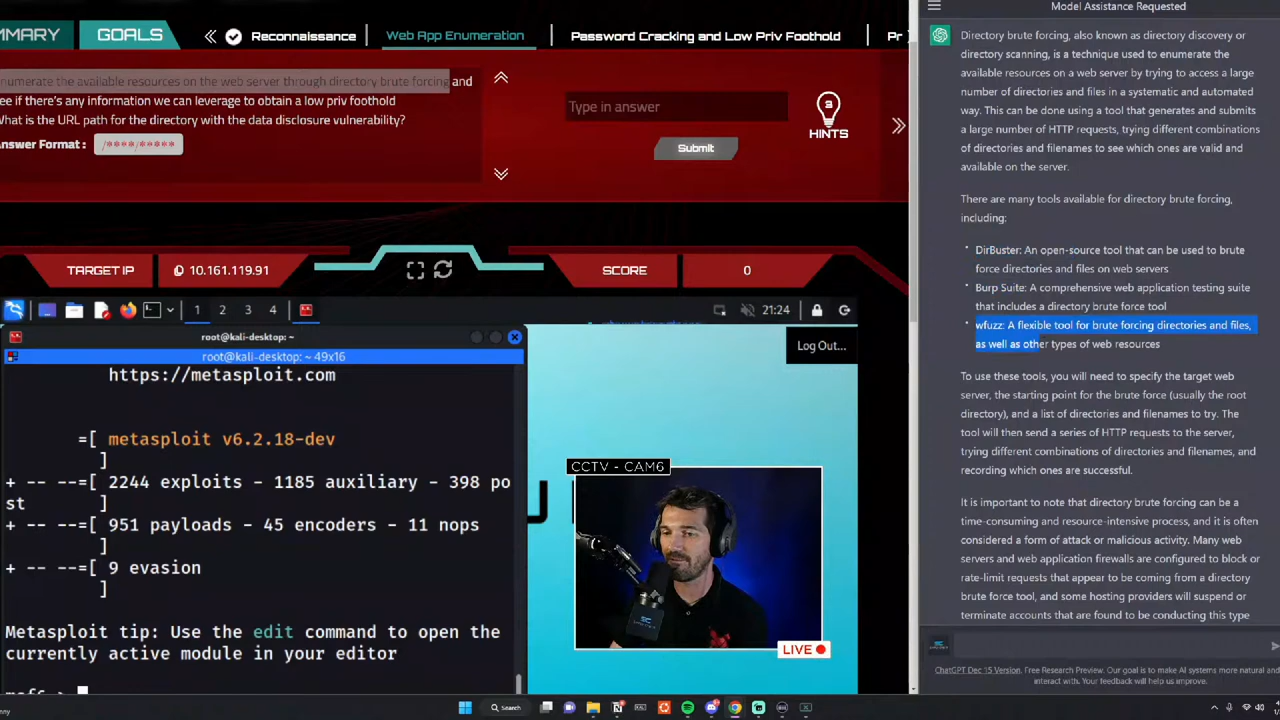 MMARY
GOALS
Reconnaissance
Web App Enumeration
Password Cracking and Low Priv Foothold
Pr
numerate the available resources on the web server through directory brute forcing and
ee if there's any information we can leverage to obtain a low priv foothold
What is the URL path for the directory with the data disclosure vulnerability?
nswer Format :
/****/*****
Type in answer
Submit
3
HINTS
TARGET IP
10.161.119.91
SCORE
0
1 2 3 4
21:24
root@kali-desktop: ~
root@kali-desktop: ~ 49x16
https://metasploit.com
=[ metasploit v6.2.18-dev
]
+ -- --=[ 2244 exploits - 1185 auxiliary - 398 po
st ]
+ -- --=[ 951 payloads - 45 encoders - 11 nops
]
+ -- --=[ 9 evasion
]
Metasploit tip: Use the edit command to open the
currently active module in your editor
msf6 >
Log Out...
CCTV - CAM6
LIVE
Search
Model Assistance Requested
Directory brute forcing, also known as directory discovery or
directory scanning, is a technique used to enumerate the
available resources on a web server by trying to access a large
number of directories and files in a systematic and automated
way. This can be done using a tool that generates and submits
a large number of HTTP requests, trying different combinations
of directories and filenames to see which ones are valid and
available on the server.
There are many tools available for directory brute forcing,
including:
• DirBuster: An open-source tool that can be used to brute
force directories and files on web servers
• Burp Suite: A comprehensive web application testing suite
that includes a directory brute force tool
• wfuzz: A flexible tool for brute forcing directories and files,
as well as other types of web resources
To use these tools, you will need to specify the target web
server, the starting point for the brute force (usually the root
directory), and a list of directories and filenames to try. The
tool will then send a series of HTTP requests to the server,
trying different combinations of directories and filenames, and
recording which ones are successful.
It is important to note that directory brute forcing can be a
time-consuming and resource-intensive process, and it is often
considered a form of attack or malicious activity. Many web
servers and web application firewalls are configured to block or
rate-limit requests that appear to be coming from a directory
brute force tool, and some hosting providers will suspend or
terminate accounts that are found to be conducting this type
ChatGPT Dec 15 Version. Free Research Preview. Our goal is to make AI systems more natural and
interact with. Your feedback will help us improve.